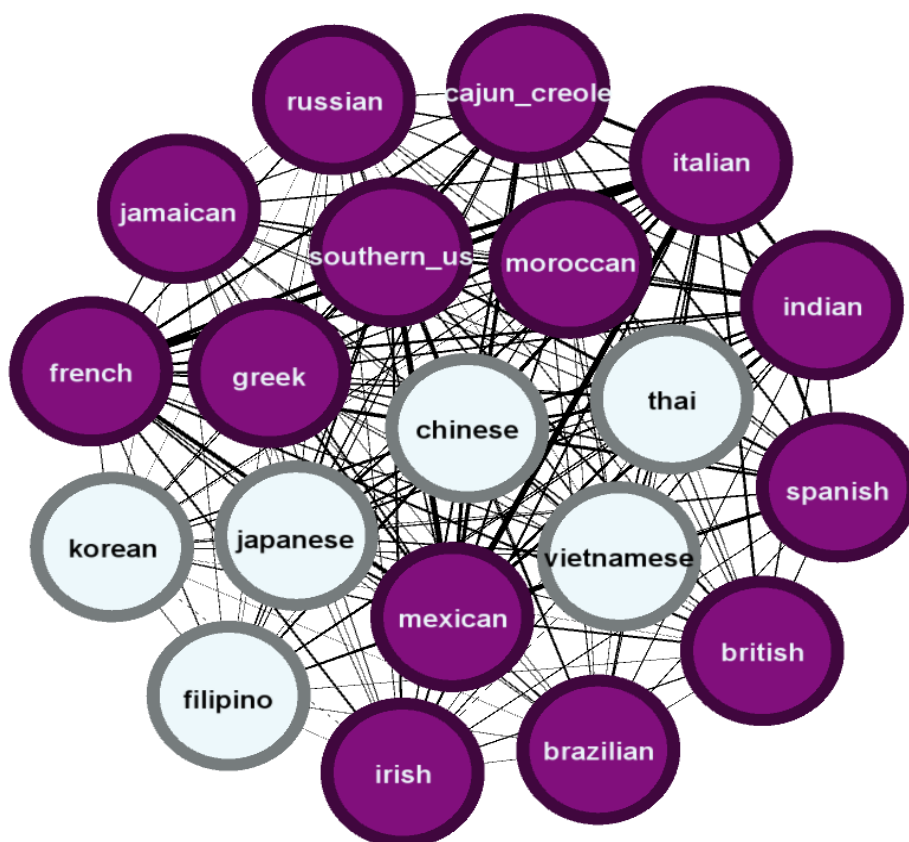 cajun_creole
russian
italian
jamaican
southern_us
moroccan
indian
french
greek
thai
chinese
spanish
korean
japanese
vietnamese
mexican
british
filipino
brazilian
irish